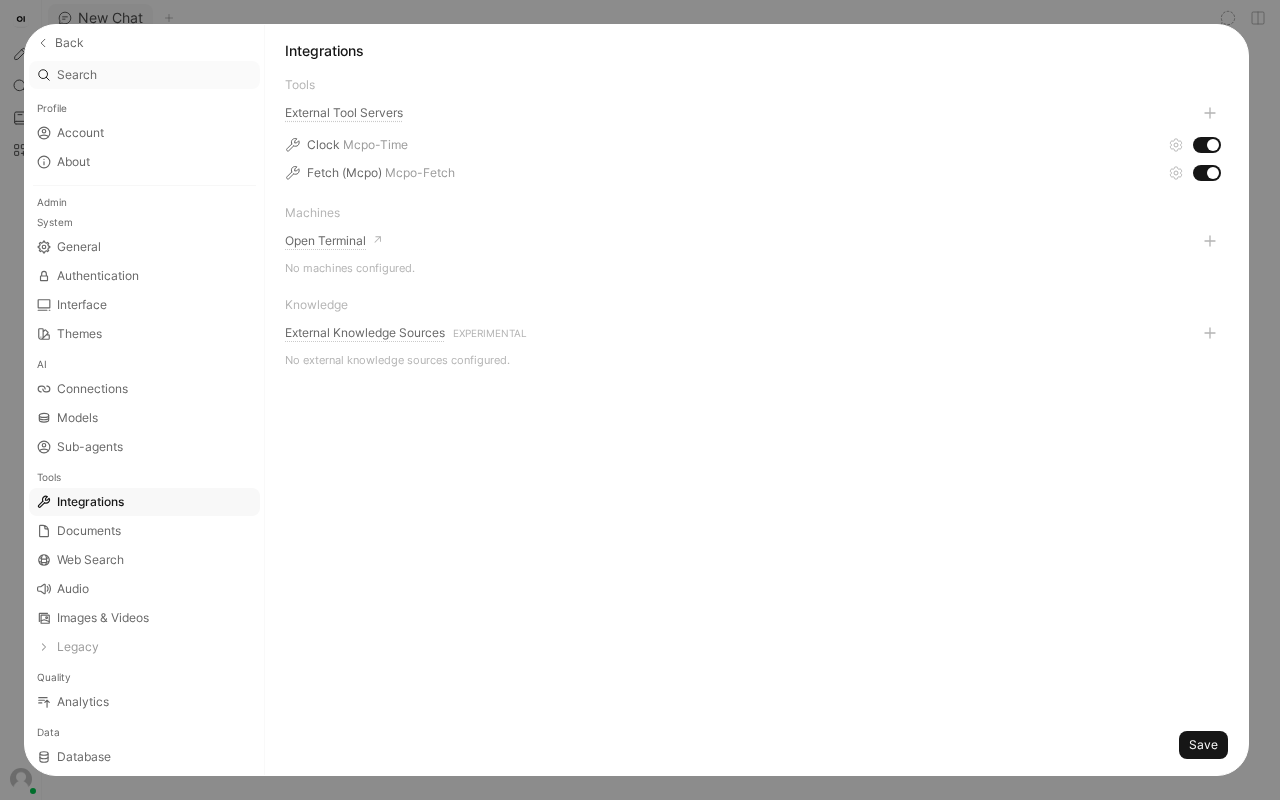 OI
New Chat
Back
Search
Profile
Account
About
Admin
System
General
Authentication
Interface
Themes
AI
Connections
Models
Sub-agents
Tools
Integrations
Documents
Web Search
Audio
Images & Videos
Legacy
Quality
Analytics
Data
Database
Integrations
Tools
External Tool Servers
Clock Mcpo-Time
Fetch (Mcpo) Mcpo-Fetch
Machines
Open Terminal
No machines configured.
Knowledge
External Knowledge Sources EXPERIMENTAL
No external knowledge sources configured.
Save